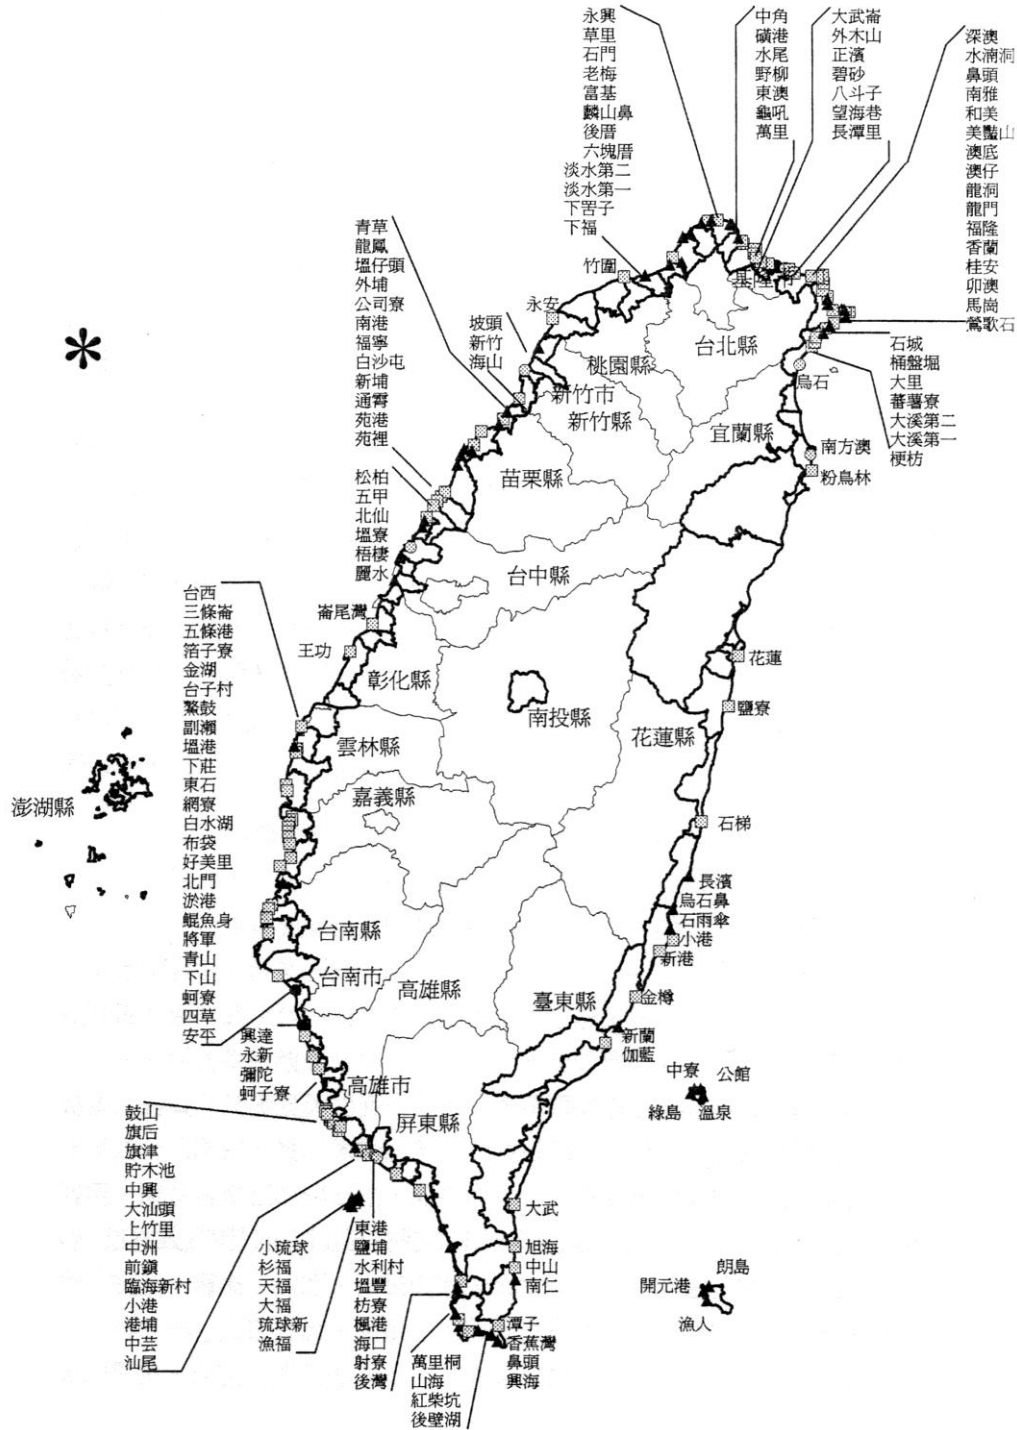 永興
草里
石門
老梅
富基
麟山鼻
後厝
六塊厝
淡水第二
淡水第一
下罟子
下福
中角
磺港
水尾
野柳
東澳
龜吼
萬里
大武崙
外木山
正濱
碧砂
八斗子
望海巷
長潭里
深澳
水湳洞
鼻頭
南雅
和美
美豔山
澳底
澳仔
龍洞
龍門
福隆
香蘭
桂安
卯澳
馬崗
鶯歌石
石城
桶盤堀
大里
蕃薯寮
大溪第二
大溪第一
梗枋
竹圍
永安
坡頭
新竹
海山
青草
龍鳳
塭仔頭
外埔
公司寮
南港
福寧
白沙屯
新埔
通霄
苑港
苑裡
松柏
五甲
北仙
塭寮
梧棲
麗水
崙尾灣
王功
基隆市
台北縣
桃園縣
新竹市
新竹縣
宜蘭縣
苗栗縣
台中縣
彰化縣
南投縣
花蓮縣
雲林縣
嘉義縣
台南縣
台南市
高雄縣
臺東縣
高雄市
屏東縣
澎湖縣
烏石
南方澳
粉鳥林
花蓮
鹽寮
石梯
長濱
烏石鼻
石雨傘
小港
新港
金樽
新蘭
伽藍
中寮
公館
綠島
溫泉
大武
旭海
中山
南仁
朗島
開元港
漁人
潭子
香蕉灣
鼻頭
興海
台西
三條崙
五條港
箔子寮
金湖
台子村
鰲鼓
副瀨
塭港
下莊
東石
網寮
白水湖
布袋
好美里
北門
淤港
鯤魚身
將軍
青山
下山
蚵寮
四草
安平
興達
永新
彌陀
蚵子寮
鼓山
旗后
旗津
貯木池
中興
大汕頭
上竹里
中洲
前鎮
臨海新村
小港
港埔
中芸
汕尾
小琉球
杉福
天福
大福
琉球新
漁福
東港
鹽埔
水利村
塭豐
枋寮
楓港
海口
射寮
後灣
萬里桐
山海
紅柴坑
後壁湖